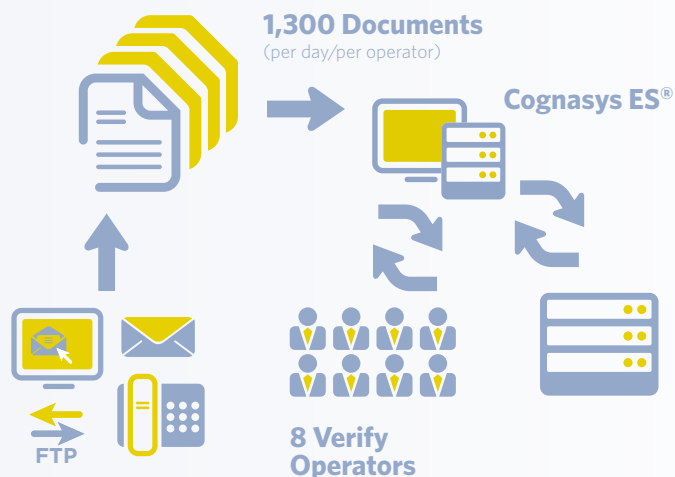 1,300 Documents
(per day/per operator)
Cognasys ES®
FTP
8 Verify
Operators